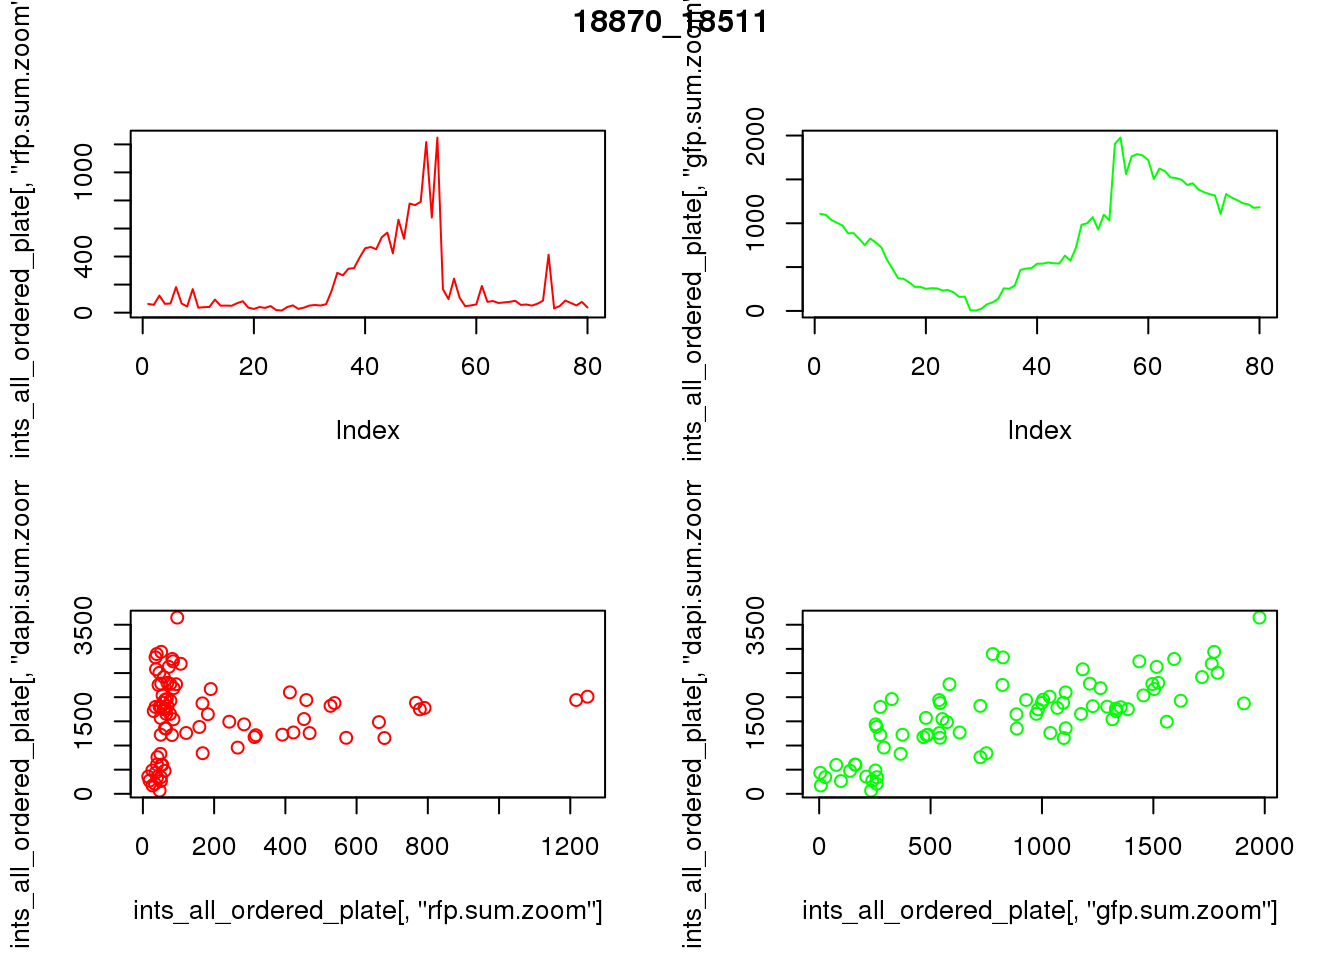 18870_18511
ints_all_ordered_plate[, "rfp.sum.zoom"
0 400 1000
0 20 40 60 80
Index
ints_all_ordered_plate[, "gfp.sum.zoom"
0 1000 2000
0 20 40 60 80
Index
ints_all_ordered_plate[, "dapi.sum.zoom
0 1500 3500
0 200 400 600 800 1200
ints_all_ordered_plate[, "rfp.sum.zoom"]
ints_all_ordered_plate[, "dapi.sum.zoom
0 1500 3500
0 500 1000 1500 2000
ints_all_ordered_plate[, "gfp.sum.zoom"]